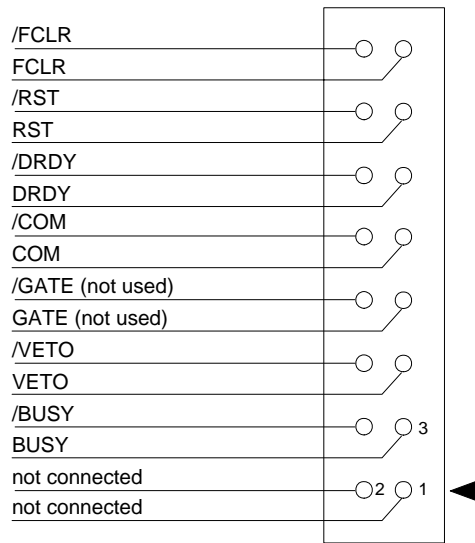 /FCLR
FCLR
/RST
RST
/DRDY
DRDY
/COM
COM
/GATE (not used)
GATE (not used)
/VETO
VETO
/BUSY
3
BUSY
not connected
2 1
not connected